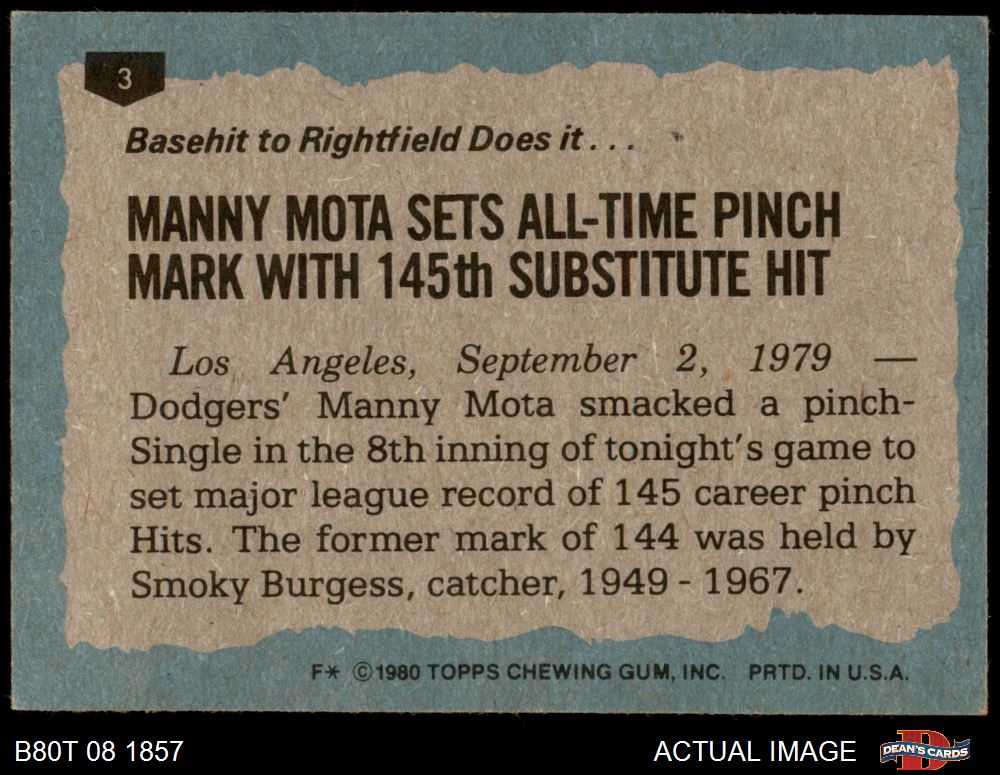 3
Basehit to Rightfield Does it...
MANNY MOTA SETS ALL-TIME PINCH
MARK WITH 145th SUBSTITUTE HIT
Los Angeles, September 2, 1979 —
Dodgers' Manny Mota smacked a pinch-
Single in the 8th inning of tonight's game to
set major league record of 145 career pinch
Hits. The former mark of 144 was held by
Smoky Burgess, catcher, 1949 - 1967.
F* ©1980 TOPPS CHEWING GUM, INC. PRTD. IN U.S.A.
B80T 08 1857 ACTUAL IMAGE D DEAN'S CARDS